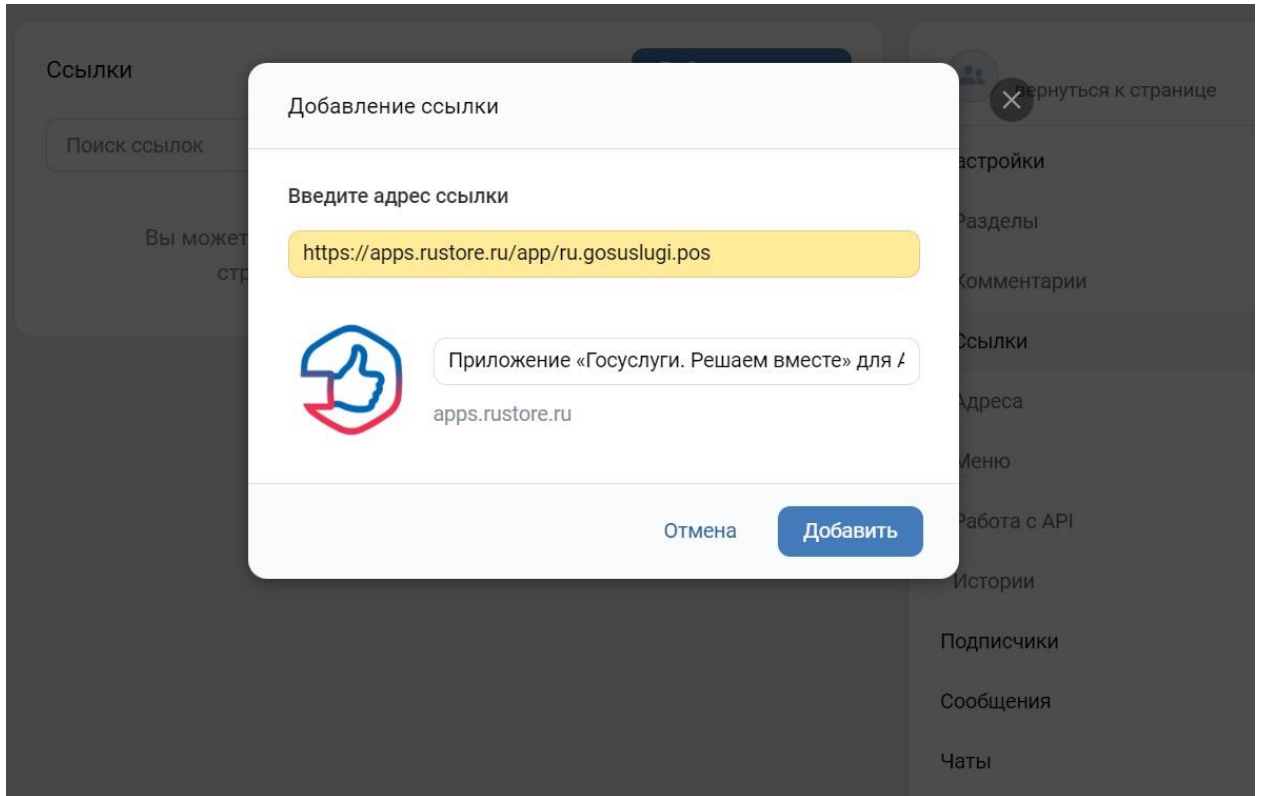 Ссылки
Поиск ссылок
Вы может
стр
Добавление ссылки
Введите адрес ссылки
https://apps.rustore.ru/app/ru.gosuslugi.pos
Приложение «Госуслуги. Решаем вместе» для
apps.rustore.ru
Отмена
Добавить
вернуться к странице
астройки
Разделы
Комментарии
Ссылки
Адреса
Меню
Работа с API
Истории
Подписчики
Сообщения
Чаты